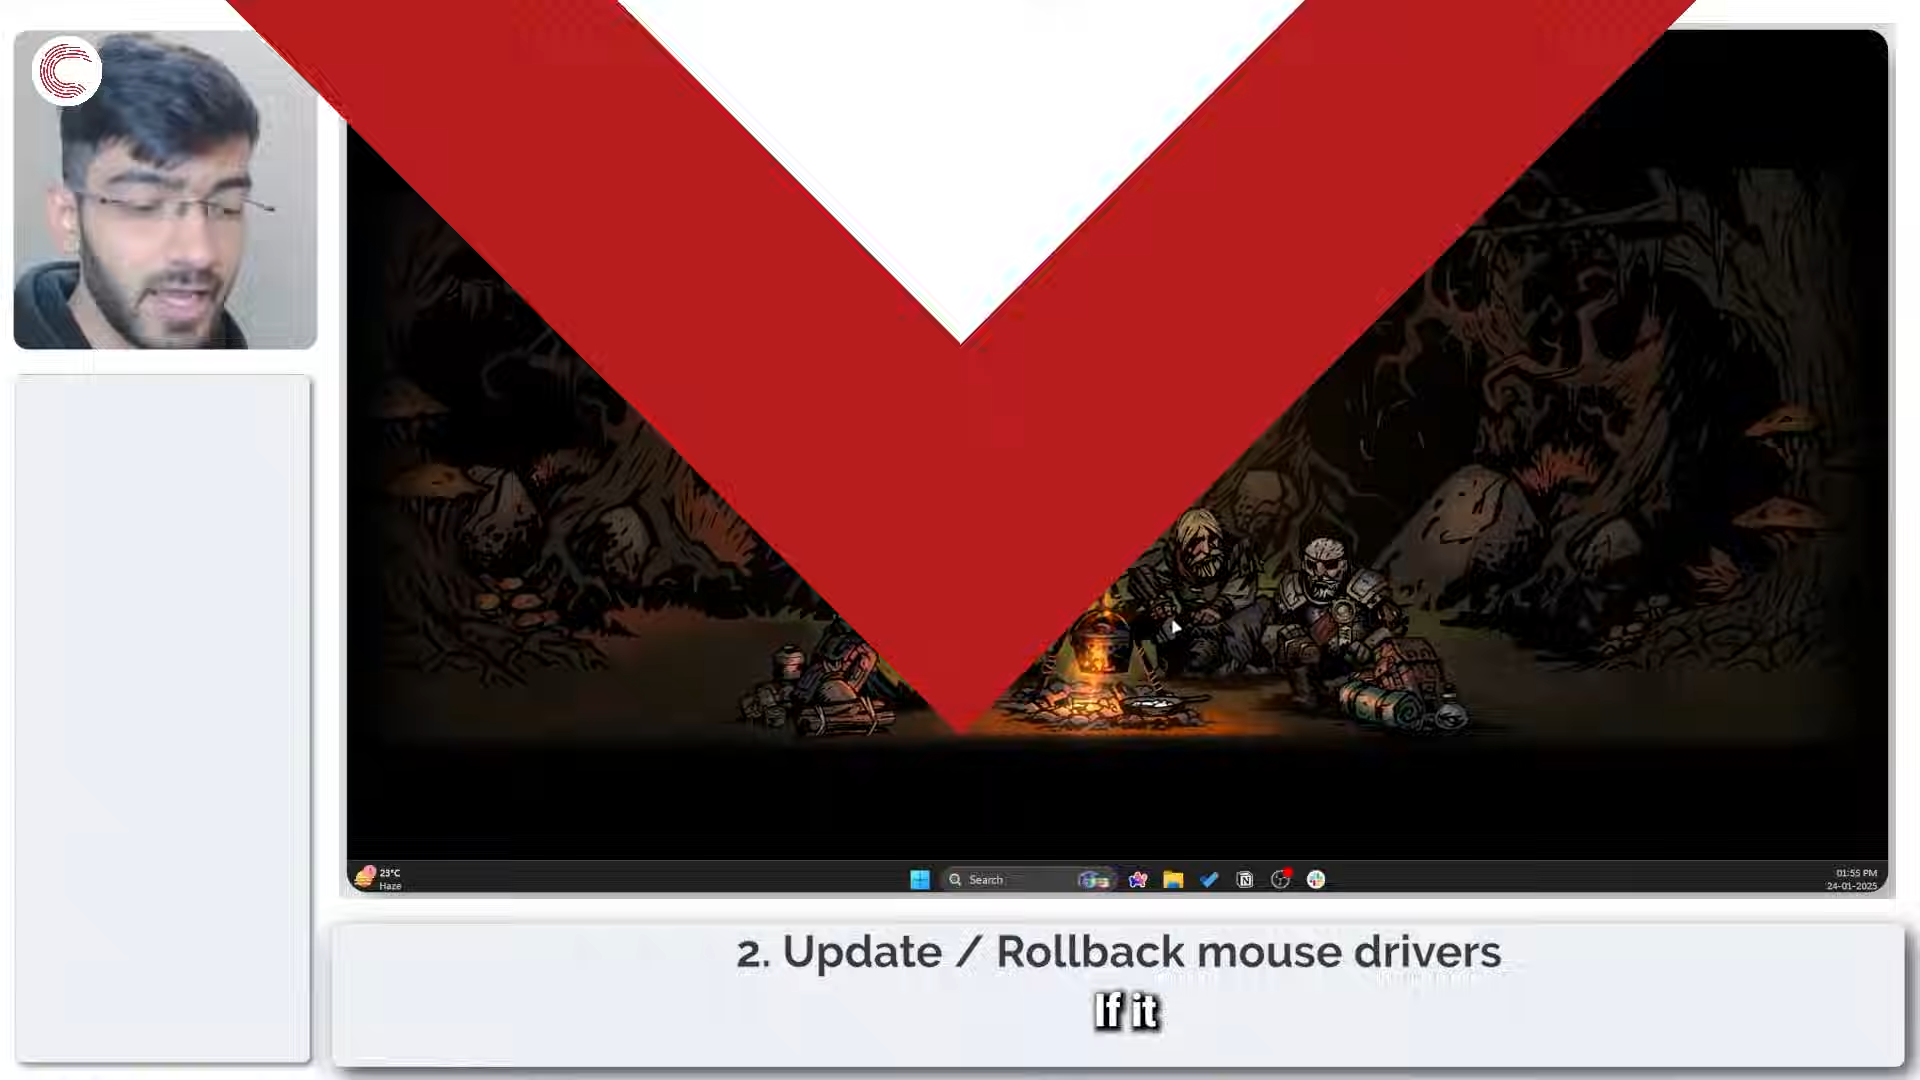 23°C
Haze
Search
01:55 PM
24-01-2025
2. Update / Rollback mouse drivers
If it